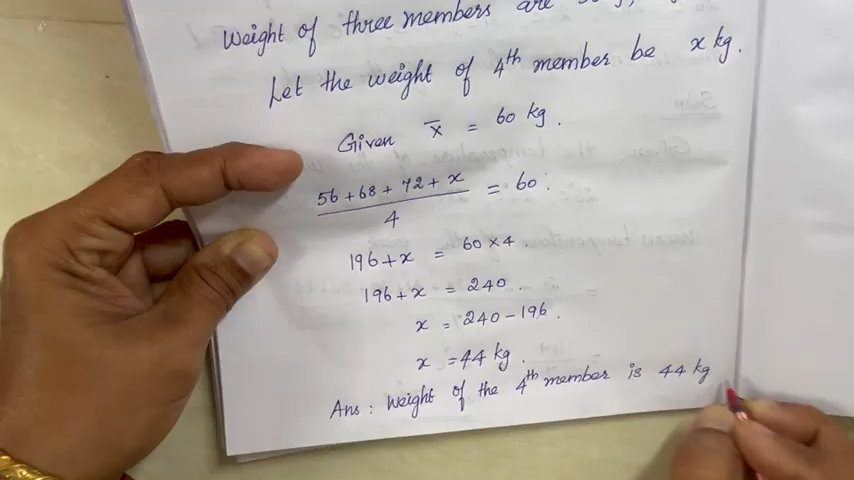 Weight of three members are
Let the weight of 4th member be x kg.
Given x̄ = 60 kg.
56+68+72+x / 4 = 60.
196+x = 60×4.
196+x = 240.
x = 240-196.
x = 44 kg.
Ans: Weight of the 4th member is 44 kg